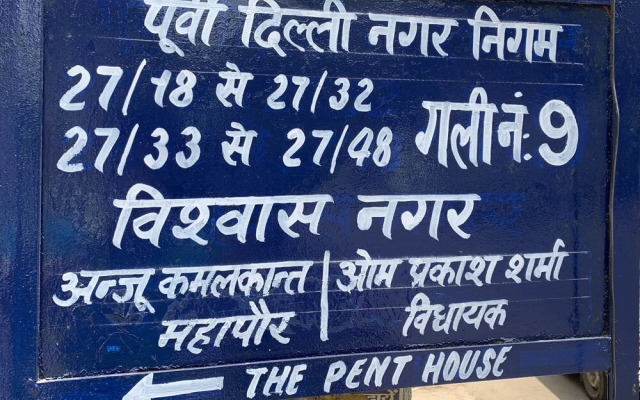 पूर्वी दिल्ली नगर निगम
27/18 से 27/32
27/33 से 27/48
गली नं: 9
विश्वास नगर
अन्जू कमलकान्त
महापौर
ओम प्रकाश शर्मा
विधायक
THE PENT HOUSE